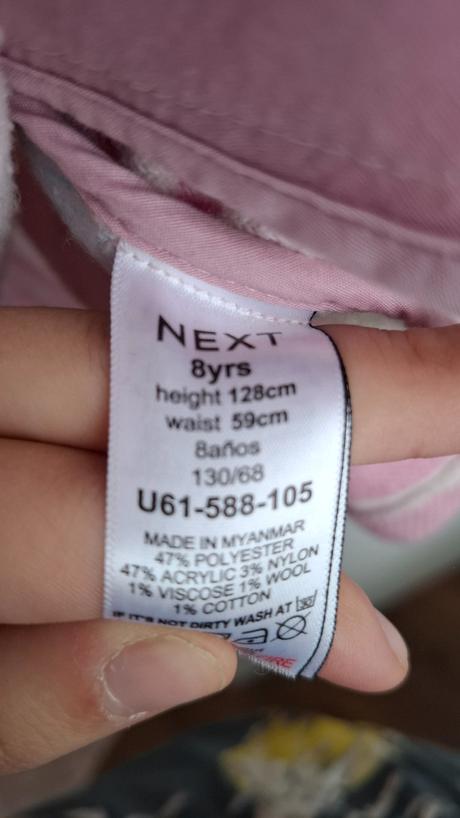 NEXT
8yrs
height 128cm
waist 59cm
8años
130/68
U61-588-105
MADE IN MYANMAR
47% POLYESTER
47% ACRYLIC 3% NYLON
1% VISCOSE 1% WOOL
1% COTTON
IF IT'S NOT DIRTY WASH AT